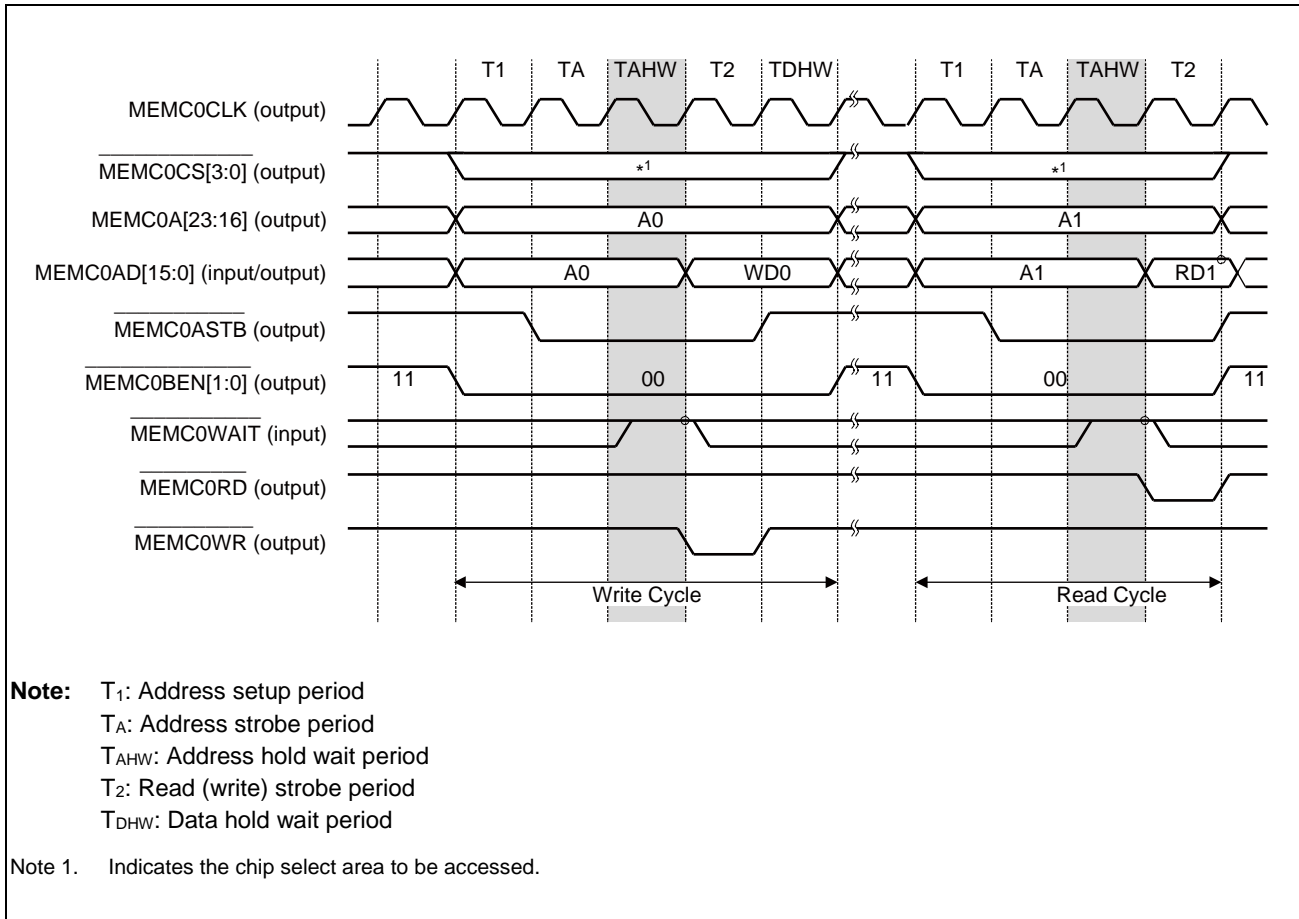 T1 TA TAHW T2 TDHW T1 TA TAHW T2
MEMC0CLK (output)
MEMC0CS[3:0] (output) *1 *1
MEMC0A[23:16] (output) A0 A1
MEMC0AD[15:0] (input/output) A0 WD0 A1 RD1
MEMC0ASTB (output)
MEMC0BEN[1:0] (output) 11 00 11 00 11
MEMC0WAIT (input)
MEMC0RD (output)
MEMC0WR (output)
Write Cycle Read Cycle
Note: T1: Address setup period
TA: Address strobe period
TAHW: Address hold wait period
T2: Read (write) strobe period
TDHW: Data hold wait period
Note 1. Indicates the chip select area to be accessed.